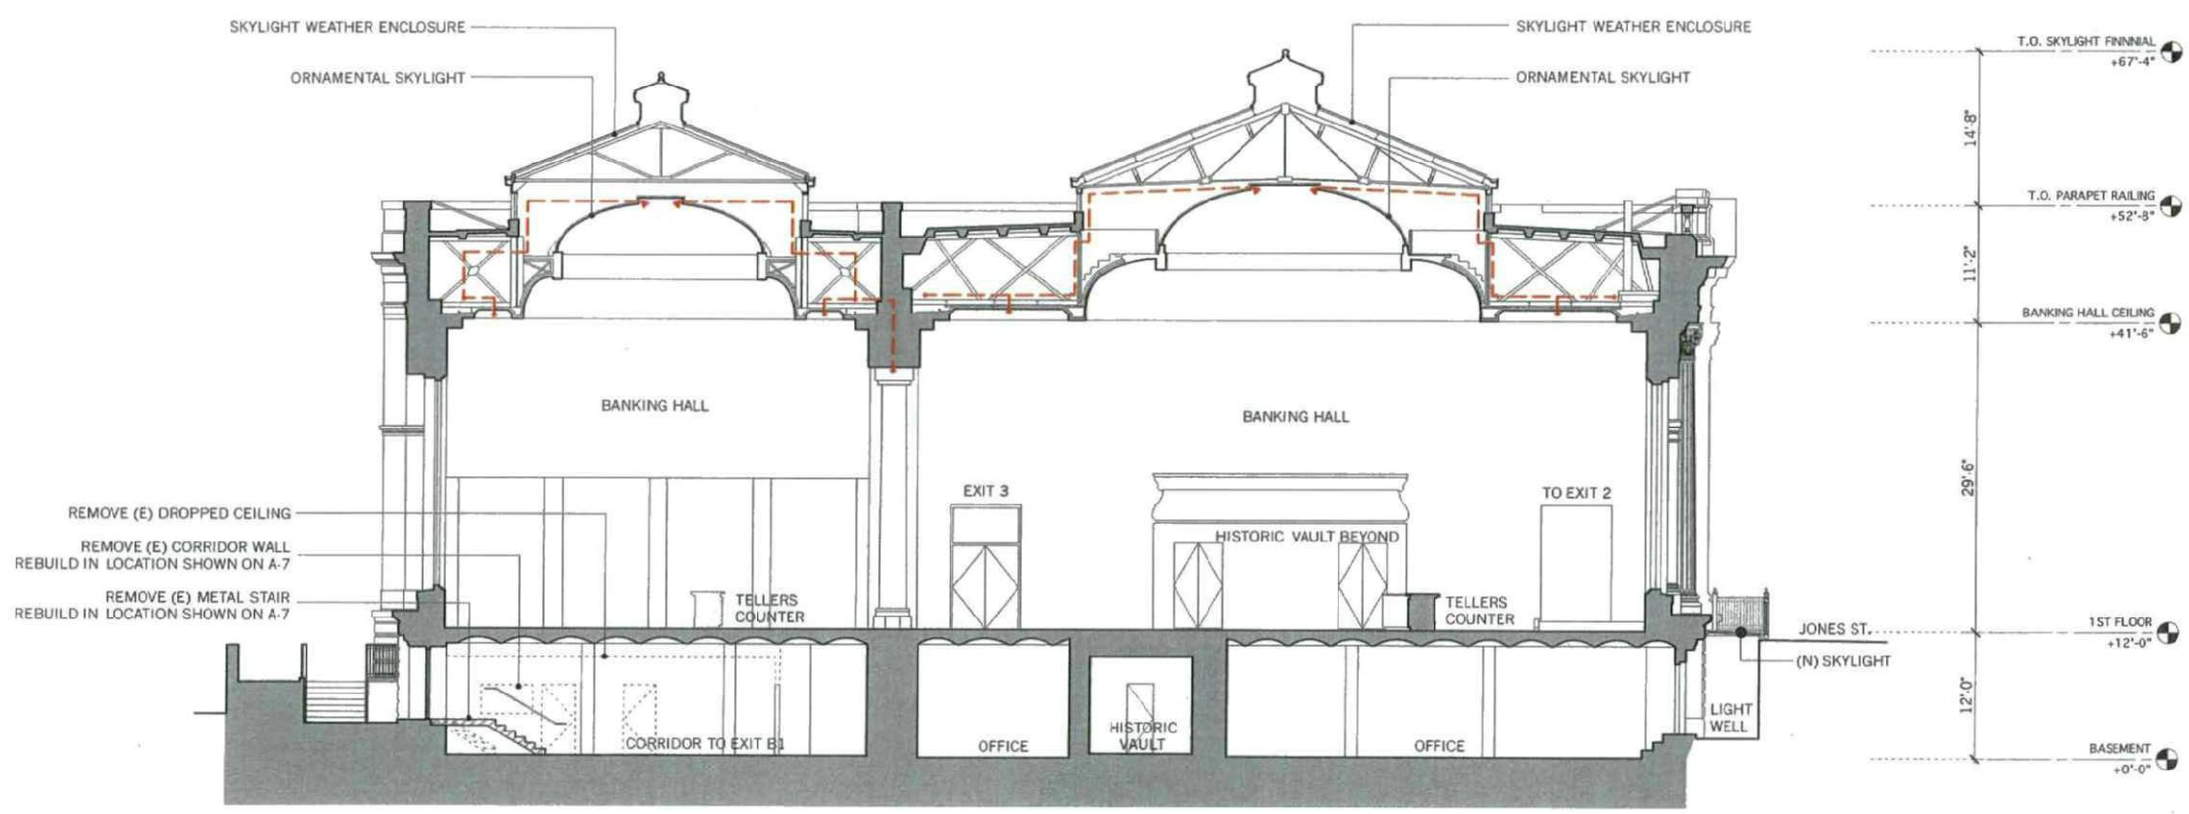 SKYLIGHT WEATHER ENCLOSURE
ORNAMENTAL SKYLIGHT
SKYLIGHT WEATHER ENCLOSURE
ORNAMENTAL SKYLIGHT
T.O. SKYLIGHT FINNNIAL
+67'-4"
14'-8"
T.O. PARAPET RAILING
+52'-8"
11'-2"
BANKING HALL CEILING
+41'-6"
BANKING HALL
BANKING HALL
29'-6"
EXIT 3
TO EXIT 2
HISTORIC VAULT BEYOND
REMOVE (E) DROPPED CEILING
REMOVE (E) CORRIDOR WALL
REBUILD IN LOCATION SHOWN ON A-7
REMOVE (E) METAL STAIR
REBUILD IN LOCATION SHOWN ON A-7
TELLERS
COUNTER
TELLERS
COUNTER
JONES ST.
(N) SKYLIGHT
1ST FLOOR
+12'-0"
12'-0"
LIGHT
WELL
CORRIDOR TO EXIT B1
OFFICE
HISTORIC
VAULT
OFFICE
BASEMENT
+0'-0"